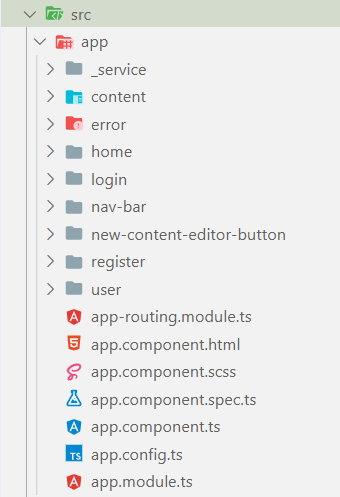 src
app
_service
content
error
home
login
nav-bar
new-content-editor-button
register
user
app-routing.module.ts
app.component.html
app.component.scss
app.component.spec.ts
app.component.ts
TS app.config.ts
app.module.ts